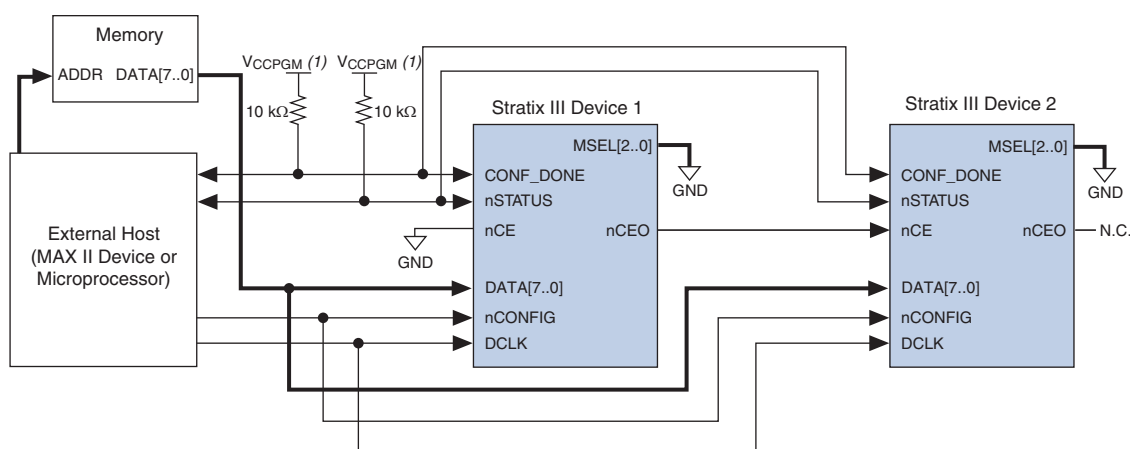 Memory
ADDR DATA[7..0]
VCCPGM (1) VCCPGM (1)
10 kΩ 10 kΩ
Stratix III Device 1
MSEL[2..0]
GND
CONF_DONE
nSTATUS
nCE nCEO
GND
DATA[7..0]
nCONFIG
DCLK
External Host
(MAX II Device or
Microprocessor)
Stratix III Device 2
MSEL[2..0]
GND
CONF_DONE
nSTATUS
nCE nCEO N.C.
DATA[7..0]
nCONFIG
DCLK